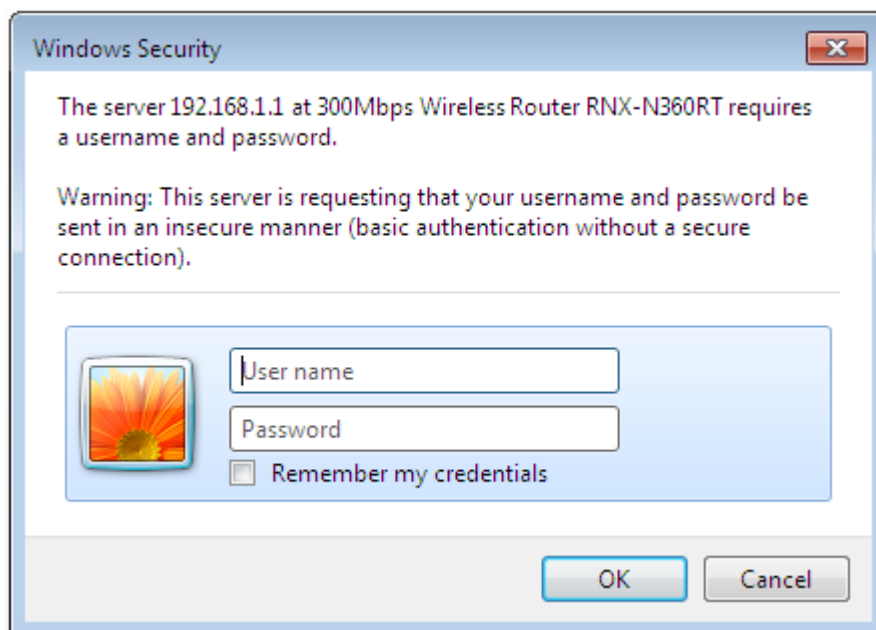 Windows Security
The server 192.168.1.1 at 300Mbps Wireless Router RNX-N360RT requires
a username and password.
Warning: This server is requesting that your username and password be
sent in an insecure manner (basic authentication without a secure
connection).
User name
Password
Remember my credentials
OK
Cancel